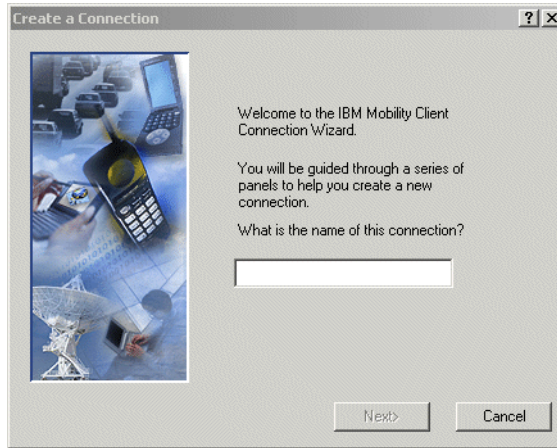 Create a Connection
Welcome to the IBM Mobility Client
Connection Wizard.
You will be guided through a series of
panels to help you create a new
connection.
What is the name of this connection?
Next>
Cancel